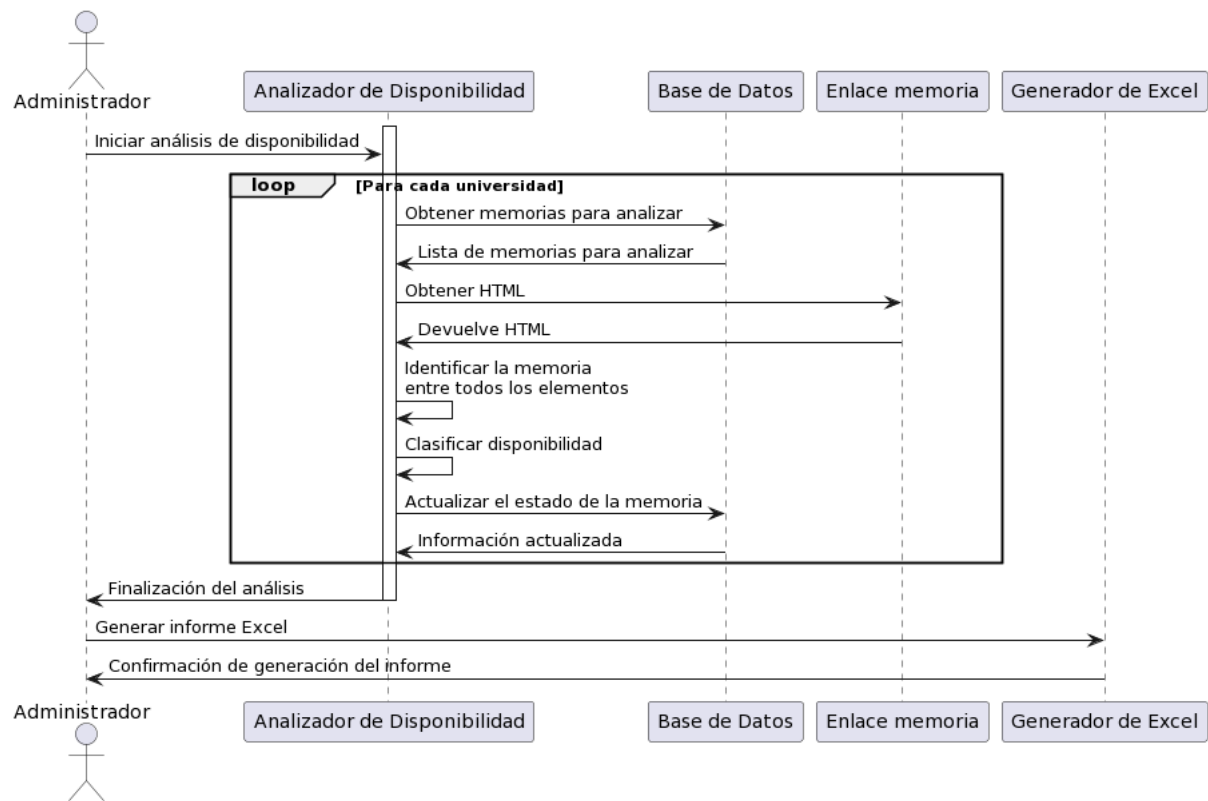 Administrador
Analizador de Disponibilidad
Base de Datos
Enlace memoria
Generador de Excel
Iniciar análisis de disponibilidad
loop
[Para cada universidad]
Obtener memorias para analizar
Lista de memorias para analizar
Obtener HTML
Devuelve HTML
Identificar la memoria
entre todos los elementos
Clasificar disponibilidad
Actualizar el estado de la memoria
Información actualizada
Finalización del análisis
Generar informe Excel
Confirmación de generación del informe
Administrador
Analizador de Disponibilidad
Base de Datos
Enlace memoria
Generador de Excel